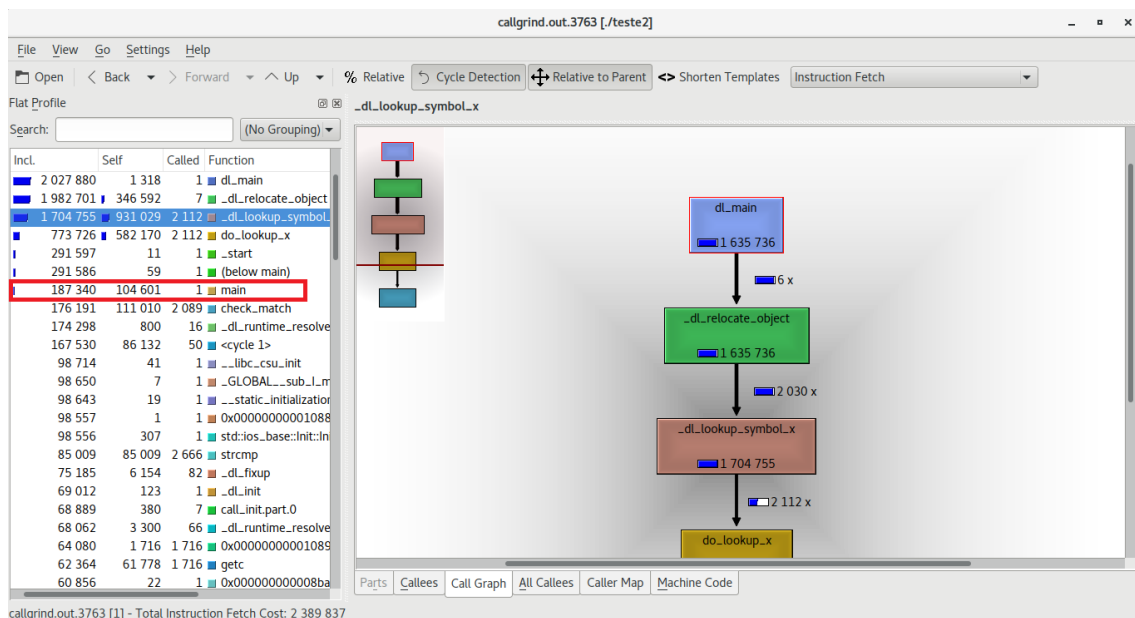 callgrind.out.3763 [./teste2]
File View Go Settings Help
Open Back Forward Up % Relative Cycle Detection Relative to Parent <> Shorten Templates Instruction Fetch
Flat Profile
_dl_lookup_symbol_x
Search: (No Grouping)
Incl. Self Called Function
2 027 880 1 318 1 dl_main
1 982 701 346 592 7 _dl_relocate_object
1 704 755 931 029 2 112 _dl_lookup_symbol_
773 726 582 170 2 112 do_lookup_x
291 597 11 1 _start
291 586 59 1 (below main)
187 340 104 601 1 main
176 191 111 010 2 089 check_match
174 298 800 16 _dl_runtime_resolve
167 530 86 132 50 <cycle 1>
98 714 41 1 __libc_csu_init
98 650 7 1 _GLOBAL__sub_I_m
98 643 19 1 __static_initialization
98 557 1 1 0x00000000001088
98 556 307 1 std::ios_base::Init::In
85 009 85 009 2 666 strcmp
75 185 6 154 82 _dl_fixup
69 012 123 1 _dl_init
68 889 380 7 call_init.part.0
68 062 3 300 66 _dl_runtime_resolve
64 080 1 716 1 716 0x00000000001089
62 364 61 778 1 716 getc
60 856 22 1 0x000000000008ba
dl_main
1 635 736
6 x
_dl_relocate_object
1 635 736
2 030 x
_dl_lookup_symbol_x
1 704 755
2 112 x
do_lookup_x
Parts Callees Call Graph All Callees Caller Map Machine Code
callgrind.out.3763 [1] - Total Instruction Fetch Cost: 2 389 837